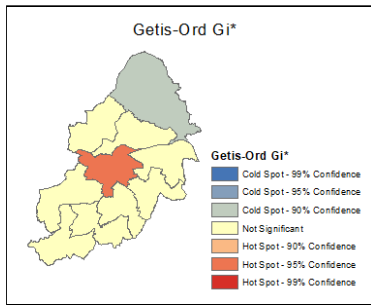 Getis-Ord Gi*
Getis-Ord Gi*
Cold Spot - 99% Confidence
Cold Spot - 95% Confidence
Cold Spot - 90% Confidence
Not Significant
Hot Spot - 90% Confidence
Hot Spot - 95% Confidence
Hot Spot - 99% Confidence